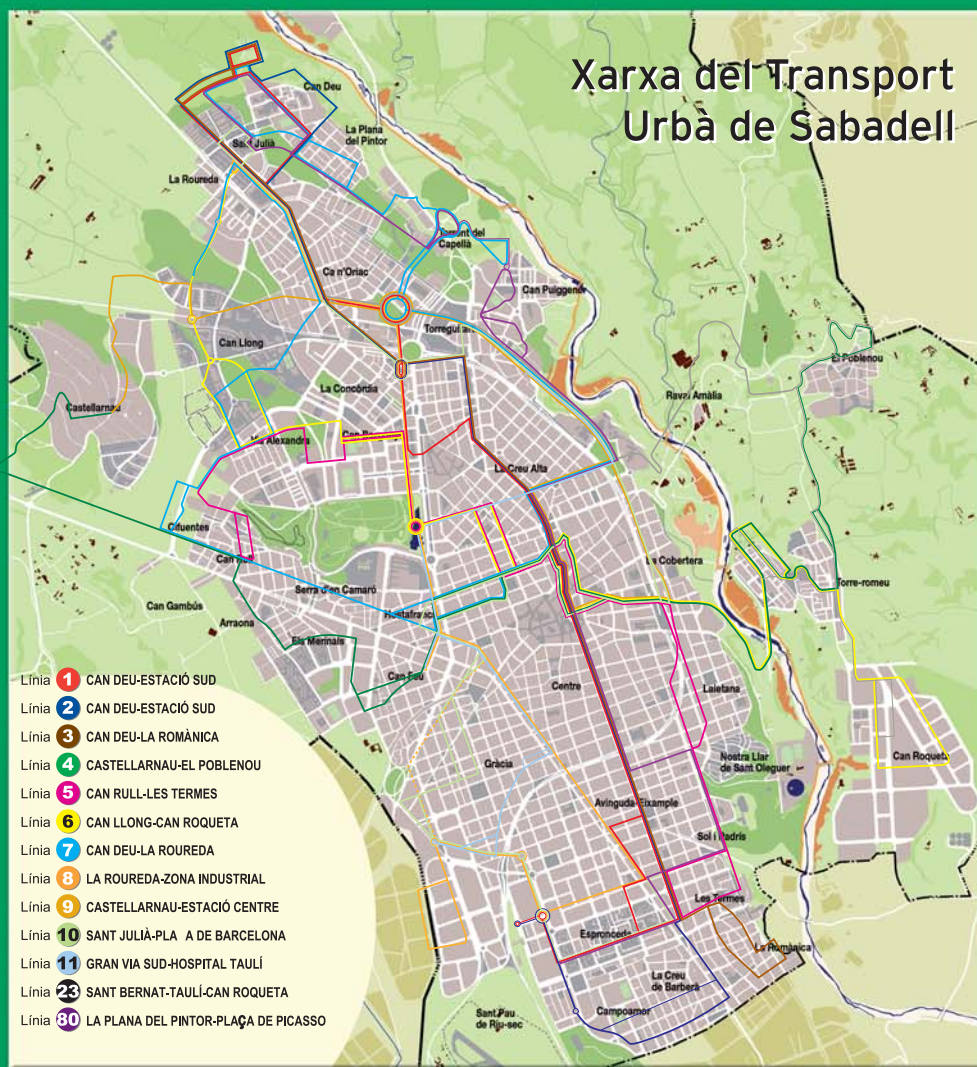 Xarxa del Transport
Urbà de Sabadell
Can Deu
La Plana
del Pintor
Sant Julià
La Roureda
Torrent del
Capellà
Ca n'Oriac
Can Puiggener
Can Llong
El Poblenou
La Concòrdia
Ravat Amàlia
Castellarnau
Via Alexandra
La Creu Alta
Cifuentes
Can Rull
La Cobertera
Serra d'en Camaró
Torre-romeu
Can Gambús
Hostafrancs
Arraona
Els Merinals
Can Feu
Centre
Laietana
Gràcia
Nostra Llar
de Sant Oleguer
Can Roqueta
Avinguda-Eixample
Sol i Padrís
Les Termes
Espronceda
La Romànica
La Creu
de Barberà
Campoamor
Sant Pau
de Riu-sec
Línia 1 CAN DEU-ESTACIÓ SUD
Línia 2 CAN DEU-ESTACIÓ SUD
Línia 3 CAN DEU-LA ROMÀNICA
Línia 4 CASTELLARNAU-EL POBLENOU
Línia 5 CAN RULL-LES TERMES
Línia 6 CAN LLONG-CAN ROQUETA
Línia 7 CAN DEU-LA ROUREDA
Línia 8 LA ROUREDA-ZONA INDUSTRIAL
Línia 9 CASTELLARNAU-ESTACIÓ CENTRE
Línia 10 SANT JULIÀ-PLA A DE BARCELONA
Línia 11 GRAN VIA SUD-HOSPITAL TAULÍ
Línia 23 SANT BERNAT-TAULÍ-CAN ROQUETA
Línia 80 LA PLANA DEL PINTOR-PLAÇA DE PICASSO